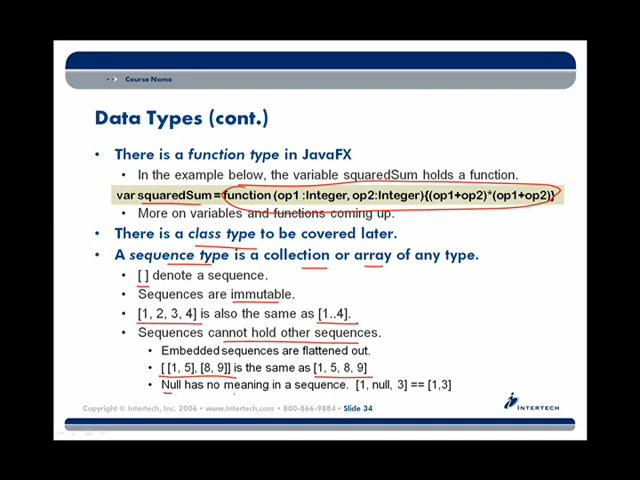 Course Name
Data Types (cont.)
• There is a function type in JavaFX
• In the example below, the variable squaredSum holds a function.
var squaredSum = function (op1 :Integer, op2:Integer){(op1+op2)*(op1+op2)}
• More on variables and functions coming up.
• There is a class type to be covered later.
• A sequence type is a collection or array of any type.
• [ ] denote a sequence.
• Sequences are immutable.
• [1, 2, 3, 4] is also the same as [1..4].
• Sequences cannot hold other sequences.
• Embedded sequences are flattened out.
• [ [1, 5], [8, 9]] is the same as [1, 5, 8, 9]
• Null has no meaning in a sequence. [1, null, 3] == [1,3]
Copyright © Intertech, Inc. 2006 • www.Intertech.com • 800-866-9884 • Slide 34
INTERTECH